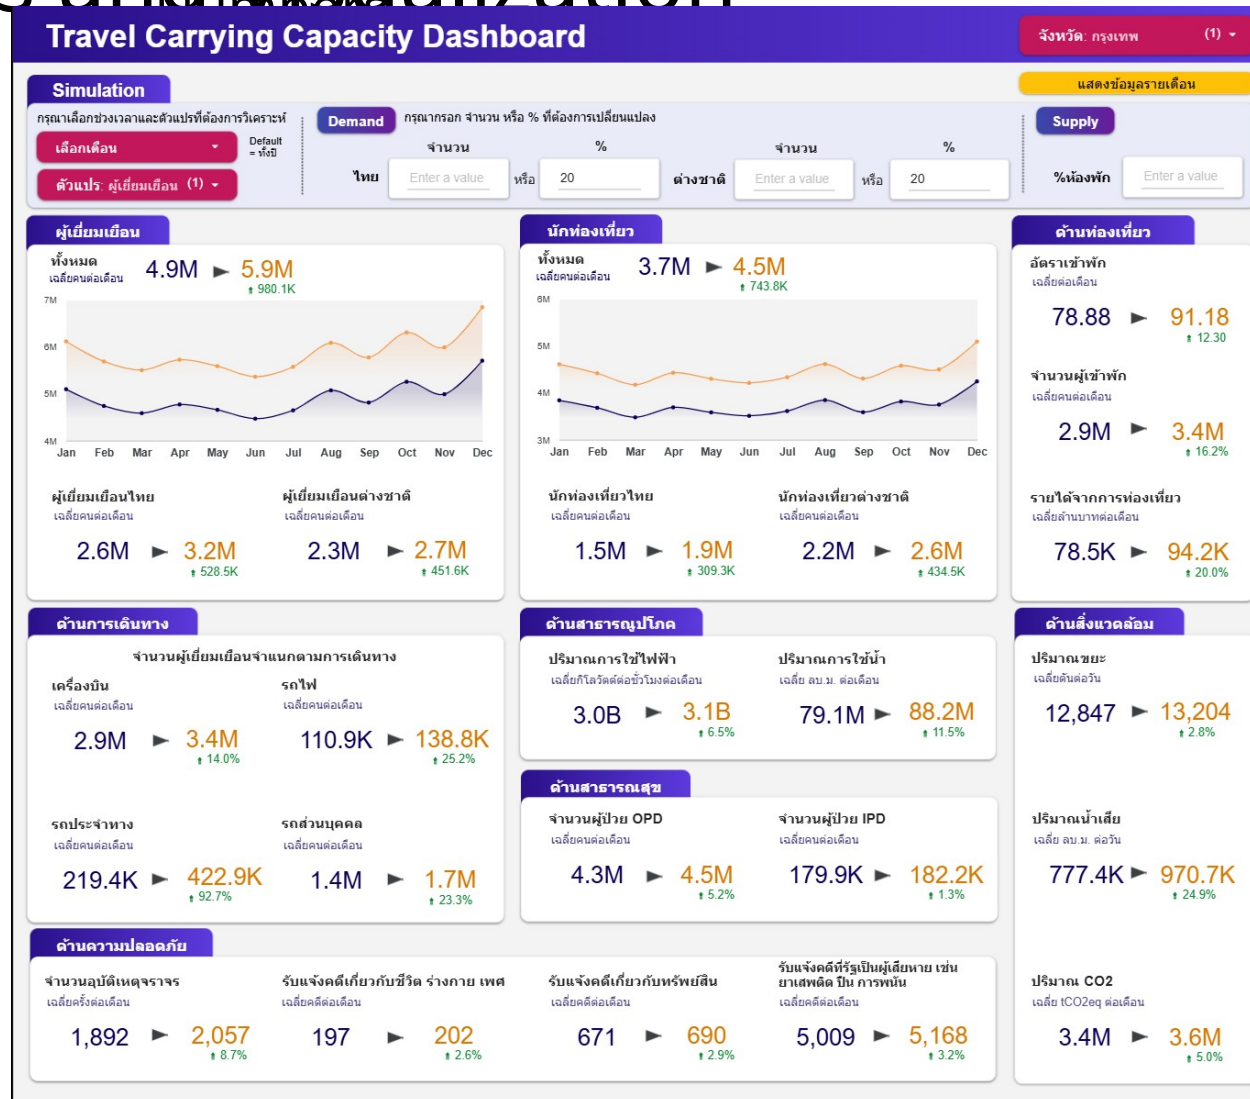 Travel Carrying Capacity Dashboard
จังหวัด: กรุงเทพ (1)
Simulation
แสดงข้อมูลรายเดือน
กรุณาเลือกช่วงเวลาและตัวแปรที่ต้องการวิเคราะห์
เลือกเดือน
Default
= ทั้งปี
ตัวแปร: ผู้เยี่ยมเยือน (1)
Demand กรุณากรอก จำนวน หรือ % ที่ต้องการเปลี่ยนแปลง
จำนวน % จำนวน %
ไทย Enter a value หรือ 20 ต่างชาติ Enter a value หรือ 20
Supply
%ห้องพัก Enter a value
ผู้เยี่ยมเยือน
ทั้งหมด
เฉลี่ยคนต่อเดือน
4.9M 5.9M
980.1K
7M
6M
5M
4M
Jan Feb Mar Apr May Jun Jul Aug Sep Oct Nov Dec
ผู้เยี่ยมเยือนไทย
เฉลี่ยคนต่อเดือน
2.6M 3.2M
528.5K
ผู้เยี่ยมเยือนต่างชาติ
เฉลี่ยคนต่อเดือน
2.3M 2.7M
451.6K
นักท่องเที่ยว
ทั้งหมด
เฉลี่ยคนต่อเดือน
3.7M 4.5M
743.8K
6M
5M
4M
3M
Jan Feb Mar Apr May Jun Jul Aug Sep Oct Nov Dec
นักท่องเที่ยวไทย
เฉลี่ยคนต่อเดือน
1.5M 1.9M
309.3K
นักท่องเที่ยวต่างชาติ
เฉลี่ยคนต่อเดือน
2.2M 2.6M
434.5K
ด้านท่องเที่ยว
อัตราเข้าพัก
เฉลี่ยต่อเดือน
78.88 91.18
12.30
จำนวนผู้เข้าพัก
เฉลี่ยคนต่อเดือน
2.9M 3.4M
16.2%
รายได้จากการท่องเที่ยว
เฉลี่ยล้านบาทต่อเดือน
78.5K 94.2K
20.0%
ด้านการเดินทาง
จำนวนผู้เยี่ยมเยือนจำแนกตามการเดินทาง
เครื่องบิน
เฉลี่ยคนต่อเดือน
2.9M 3.4M
14.0%
รถไฟ
เฉลี่ยคนต่อเดือน
110.9K 138.8K
25.2%
รถประจำทาง
เฉลี่ยคนต่อเดือน
219.4K 422.9K
92.7%
รถส่วนบุคคล
เฉลี่ยคนต่อเดือน
1.4M 1.7M
23.3%
ด้านสาธารณูปโภค
ปริมาณการใช้ไฟฟ้า
เฉลี่ยกิโลวัตต์ต่อชั่วโมงต่อเดือน
3.0B 3.1B
6.5%
ปริมาณการใช้น้ำ
เฉลี่ย ลบ.ม. ต่อเดือน
79.1M 88.2M
11.5%
ด้านสาธารณสุข
จำนวนผู้ป่วย OPD
เฉลี่ยคนต่อเดือน
4.3M 4.5M
5.2%
จำนวนผู้ป่วย IPD
เฉลี่ยคนต่อเดือน
179.9K 182.2K
1.3%
ด้านสิ่งแวดล้อม
ปริมาณขยะ
เฉลี่ยตันต่อวัน
12,847 13,204
2.8%
ปริมาณน้ำเสีย
เฉลี่ย ลบ.ม. ต่อวัน
777.4K 970.7K
24.9%
ปริมาณ CO2
เฉลี่ย tCO2eq ต่อเดือน
3.4M 3.6M
5.0%
ด้านความปลอดภัย
จำนวนอุบัติเหตุจราจร
เฉลี่ยครั้งต่อเดือน
1,892 2,057
8.7%
รับแจ้งคดีเกี่ยวกับชีวิต ร่างกาย เพศ
เฉลี่ยคดีต่อเดือน
197 202
2.6%
รับแจ้งคดีเกี่ยวกับทรัพย์สิน
เฉลี่ยคดีต่อเดือน
671 690
2.9%
รับแจ้งคดีที่รัฐเป็นผู้เสียหาย เช่น
ยาเสพติด ปืน การพนัน
เฉลี่ยคดีต่อเดือน
5,009 5,168
3.2%